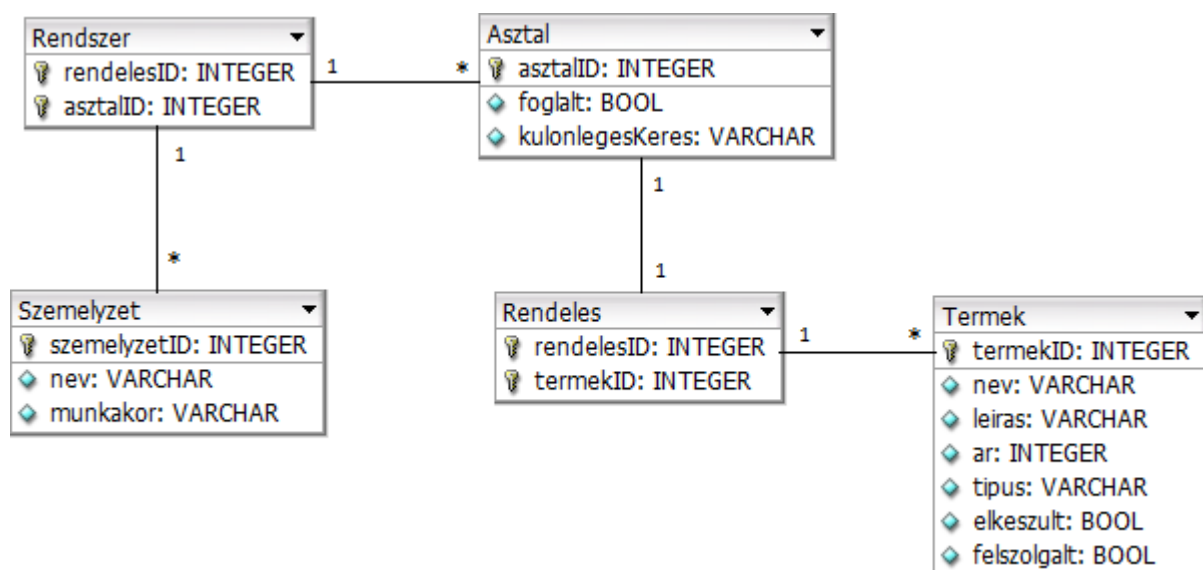 Rendszer
rendelesID: INTEGER
asztalID: INTEGER
1
*
Asztal
asztalID: INTEGER
foglalt: BOOL
kulonlegesKeres: VARCHAR
1
*
Szemelyzet
szemelyzetID: INTEGER
nev: VARCHAR
munkakor: VARCHAR
1
1
Rendeles
rendelesID: INTEGER
termekID: INTEGER
1
*
Termek
termekID: INTEGER
nev: VARCHAR
leiras: VARCHAR
ar: INTEGER
tipus: VARCHAR
elkeszult: BOOL
felszolgalt: BOOL